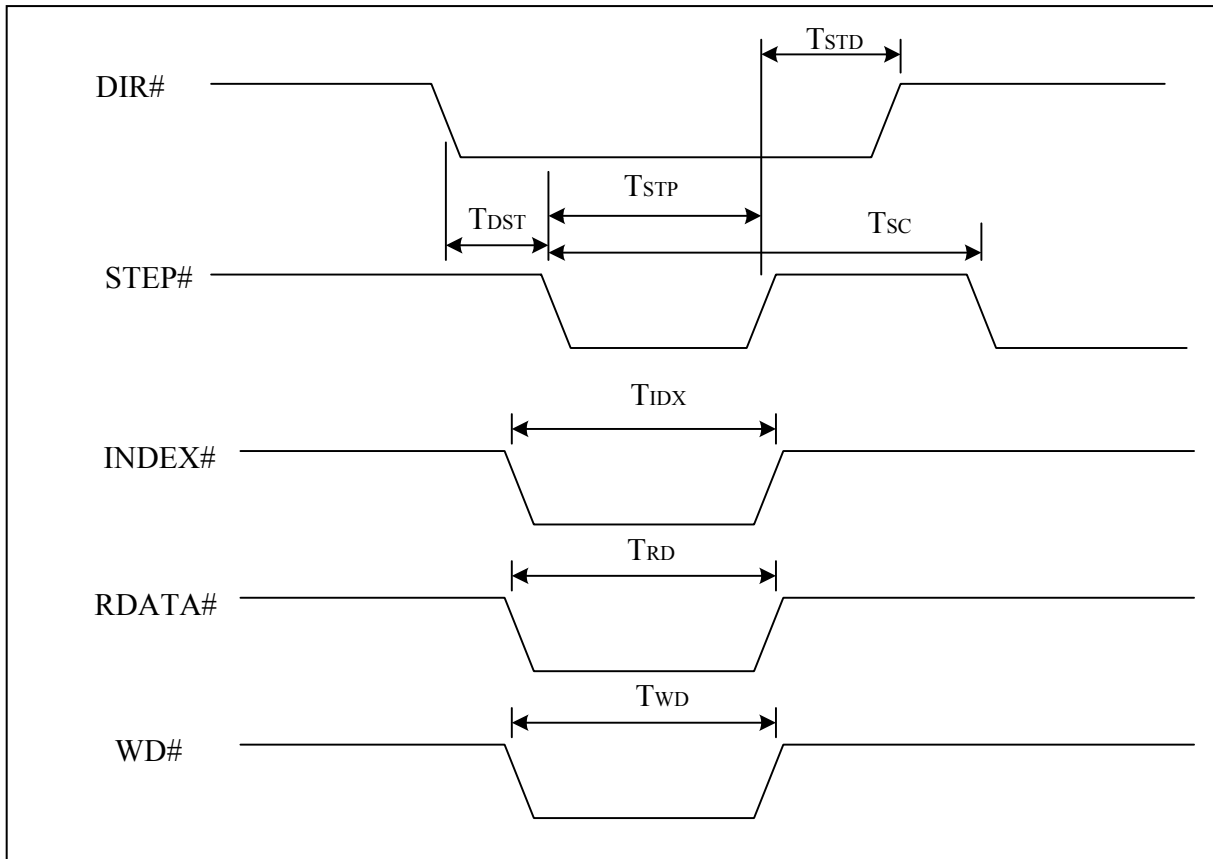 TSTD
DIR#
TSTP
TDST
TSC
STEP#
TIDX
INDEX#
TRD
RDATA#
TWD
WD#